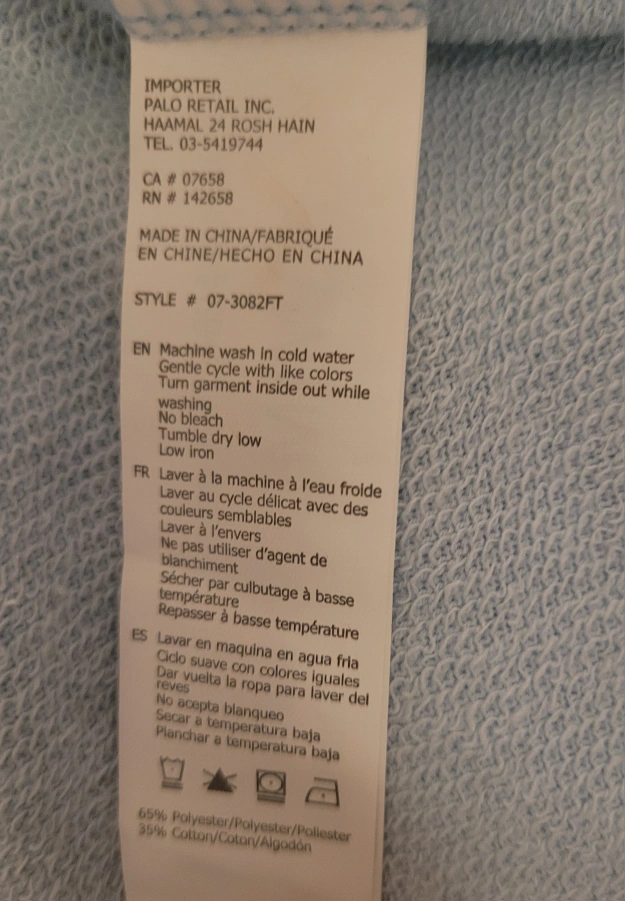 IMPORTER
PALO RETAIL INC.
HAAMAL 24 ROSH HAIN
TEL. 03-5419744
CA # 07658
RN # 142658
MADE IN CHINA/FABRIQUÉ
EN CHINE/HECHO EN CHINA
STYLE # 07-3082FT
EN Machine wash in cold water
Gentle cycle with like colors
Turn garment inside out while
washing
No bleach
Tumble dry low
Low iron
FR Laver à la machine à l'eau froide
Laver au cycle délicat avec des
couleurs semblables
Laver à l'envers
Ne pas utiliser d'agent de
blanchiment
Sécher par culbutage à basse
température
Repasser à basse température
ES Lavar en maquina en agua fria
Ciclo suave con colores iguales
Dar vuelta la ropa para laver del
reves
No acepta blanqueo
Secar a temperatura baja
Planchar a temperatura baja
65% Polyester/Polyester/Poliester
35% Cotton/Coton/Algodón